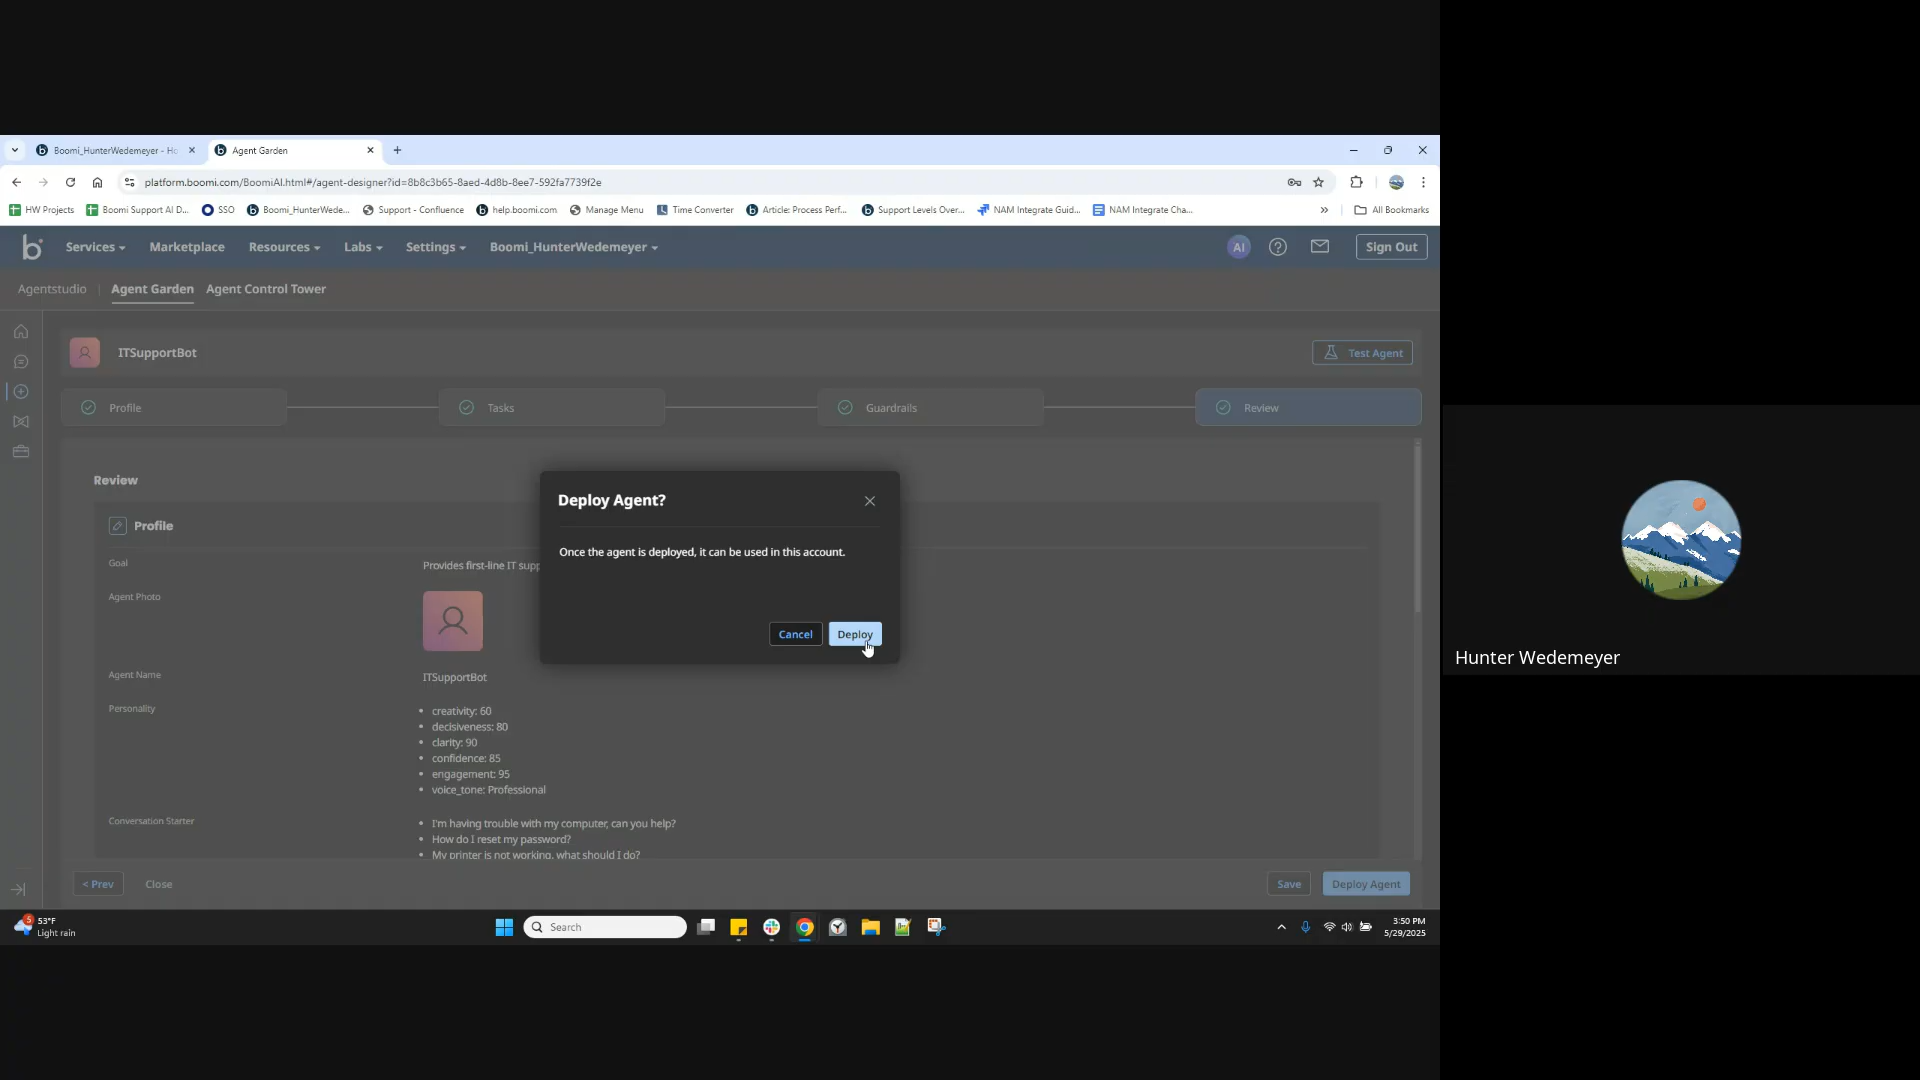 Boomi_HunterWedemeyer - Ho
Agent Garden
platform.boomi.com/BoomiAI.html#/agent-designer?id=8b8c3b65-8aed-4d8b-8ee7-592fa7739f2e
HW Projects
Boomi Support AI D...
SSO
Boomi_HunterWede...
Support - Confluence
help.boomi.com
Manage Menu
Time Converter
Article: Process Perf...
Support Levels Over...
NAM Integrate Guid...
NAM Integrate Cha...
»
All Bookmarks
b
Services
Marketplace
Resources
Labs
Settings
Boomi_HunterWedemeyer
AI
Sign Out
Agentstudio
Agent Garden
Agent Control Tower
ITSupportBot
Test Agent
Profile
Tasks
Guardrails
Review
Review
Profile
Goal
Provides first-line IT supp
Agent Photo
Agent Name
ITSupportBot
Personality
• creativity: 60
• decisiveness: 80
• clarity: 90
• confidence: 85
• engagement: 95
• voice_tone: Professional
Conversation Starter
• I'm having trouble with my computer, can you help?
• How do I reset my password?
• My printer is not working, what should I do?
Deploy Agent?
Once the agent is deployed, it can be used in this account.
Cancel
Deploy
< Prev
Close
Save
Deploy Agent
5
53°F
Light rain
Search
3:50 PM
5/29/2025
Hunter Wedemeyer